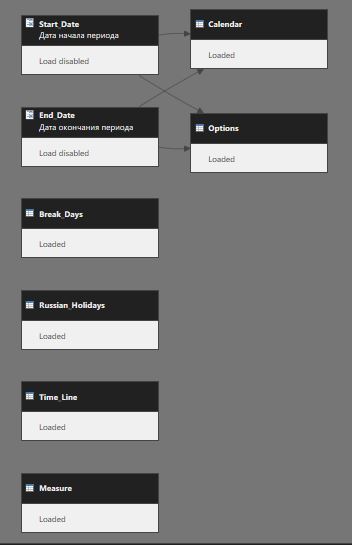 Start_Date
Дата начала периода
Load disabled
Calendar
Loaded
End_Date
Дата окончания периода
Load disabled
Options
Loaded
Break_Days
Loaded
Russian_Holidays
Loaded
Time_Line
Loaded
Measure
Loaded